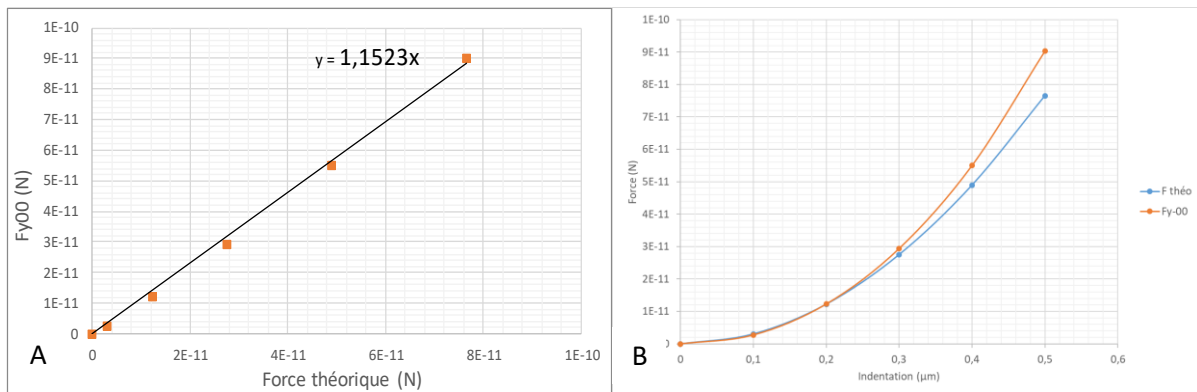 1E-10
9E-11
8E-11
7E-11
6E-11
5E-11
4E-11
3E-11
2E-11
1E-11
0
Fy00 (N)
y = 1,1523x
0 2E-11 4E-11 6E-11 8E-11 1E-10
Force théorique (N)
A
1E-10
9E-11
8E-11
7E-11
6E-11
5E-11
4E-11
3E-11
2E-11
1E-11
0
Force (N)
0 0,1 0,2 0,3 0,4 0,5 0,6
Indentation (μm)
F théo
Fy-00
B